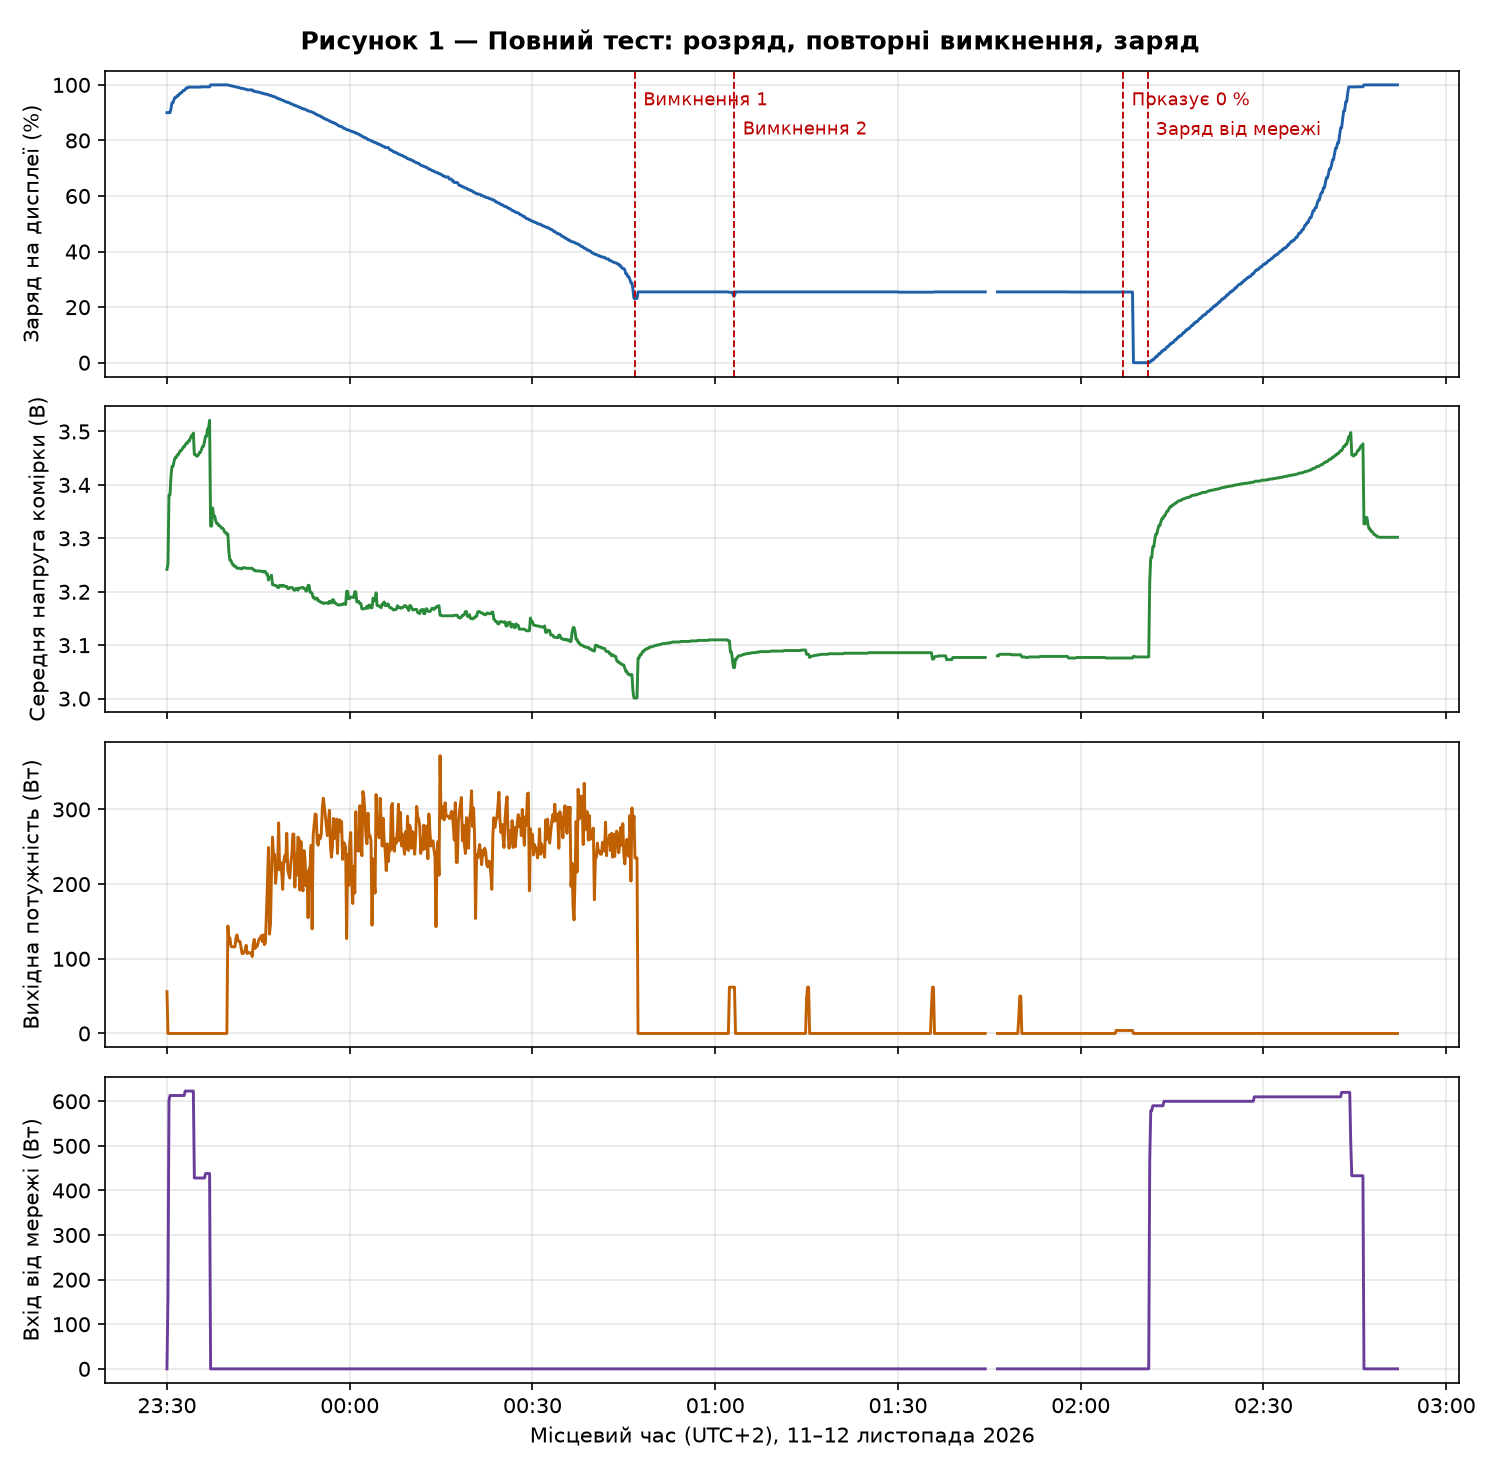 Рисунок 1 — Повний тест: розряд, повторні вимкнення, заряд
Заряд на дисплеї (%)
100
80
60
40
20
0
Вимкнення 1
Вимкнення 2
Показує 0 %
Заряд від мережі
Середня напруга комірки (В)
3.5
3.4
3.3
3.2
3.1
3.0
Вихідна потужність (Вт)
300
200
100
0
Вхід від мережі (Вт)
600
500
400
300
200
100
0
23:30 00:00 00:30 01:00 01:30 02:00 02:30 03:00
Місцевий час (UTC+2), 11–12 листопада 2026